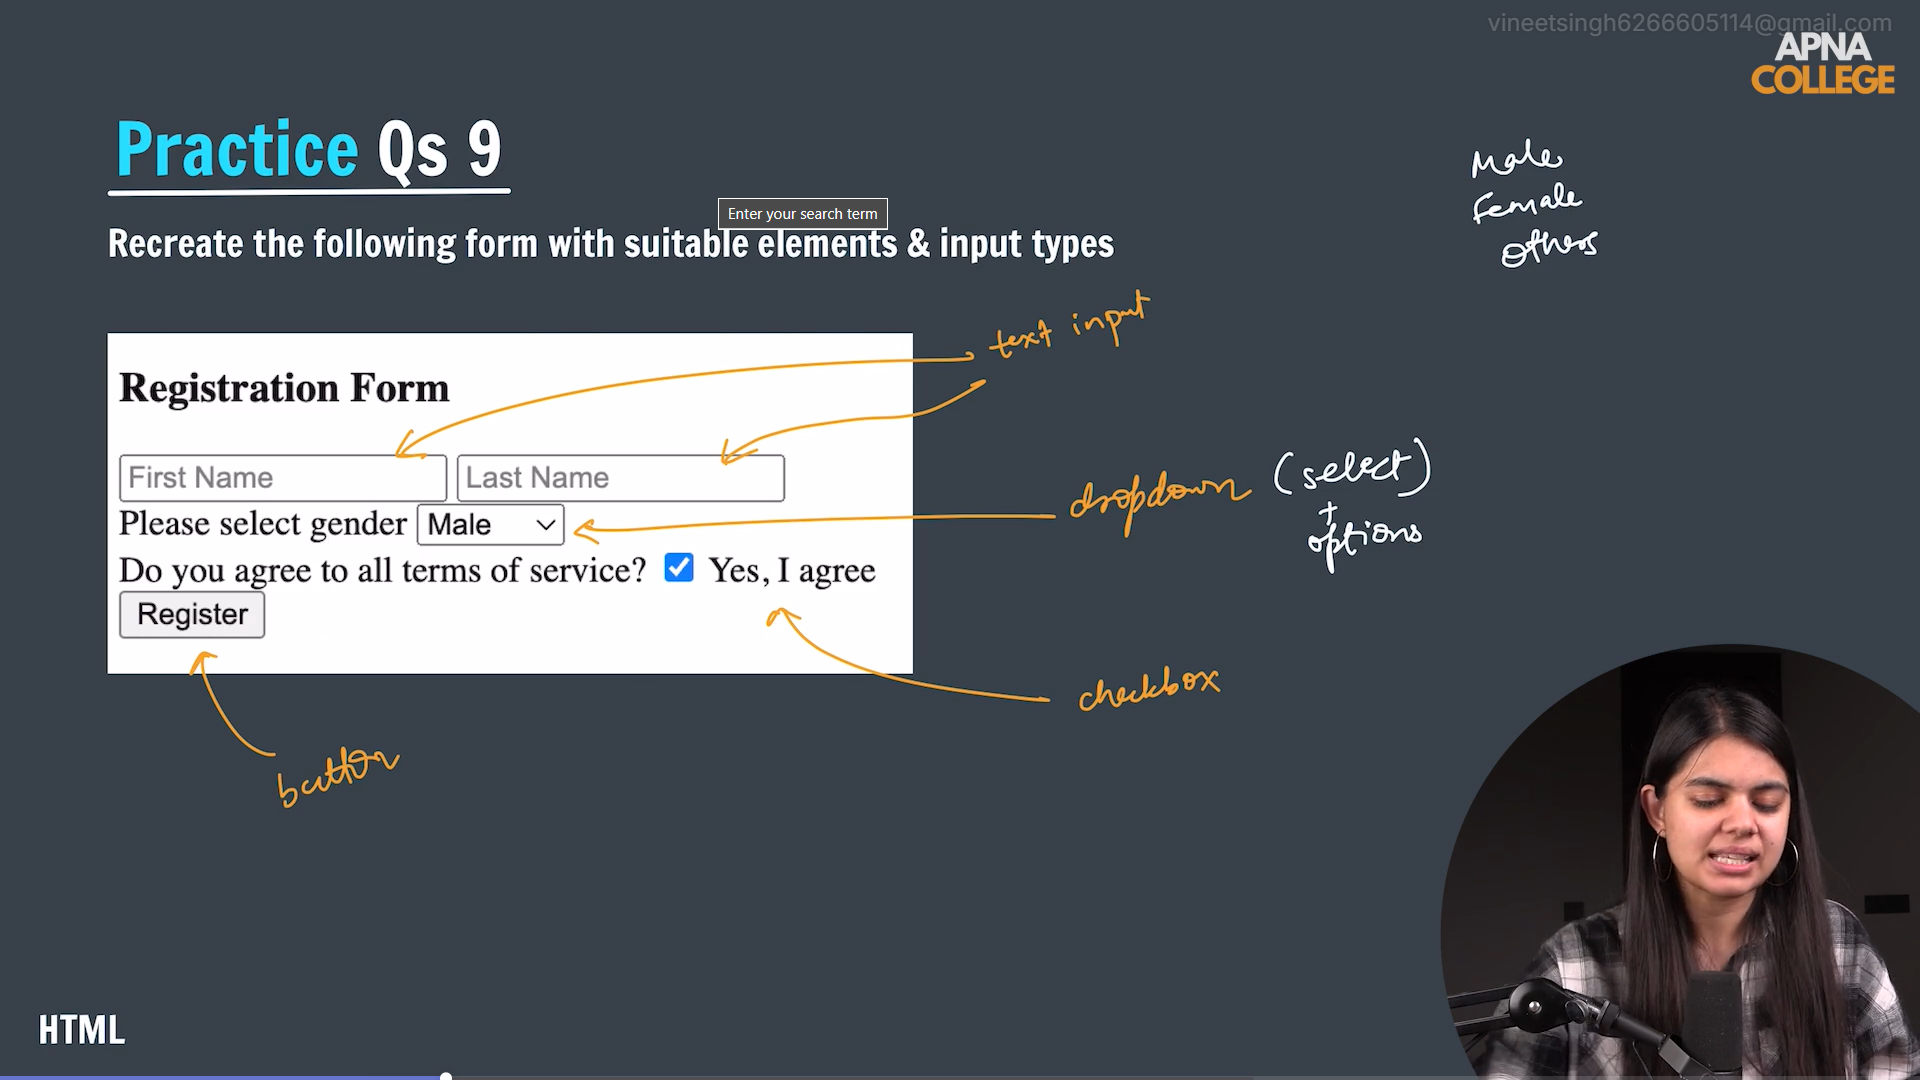 vineetsingh6266605114@gmail.com
APNA
COLLEGE
Practice Qs 9
Male
Female
Others
Enter your search term
Recreate the following form with suitable elements & input types
text input
Registration Form
First Name Last Name
dropdown (select)
+
options
Please select gender Male
Do you agree to all terms of service? Yes, I agree
Register
checkbox
button
HTML